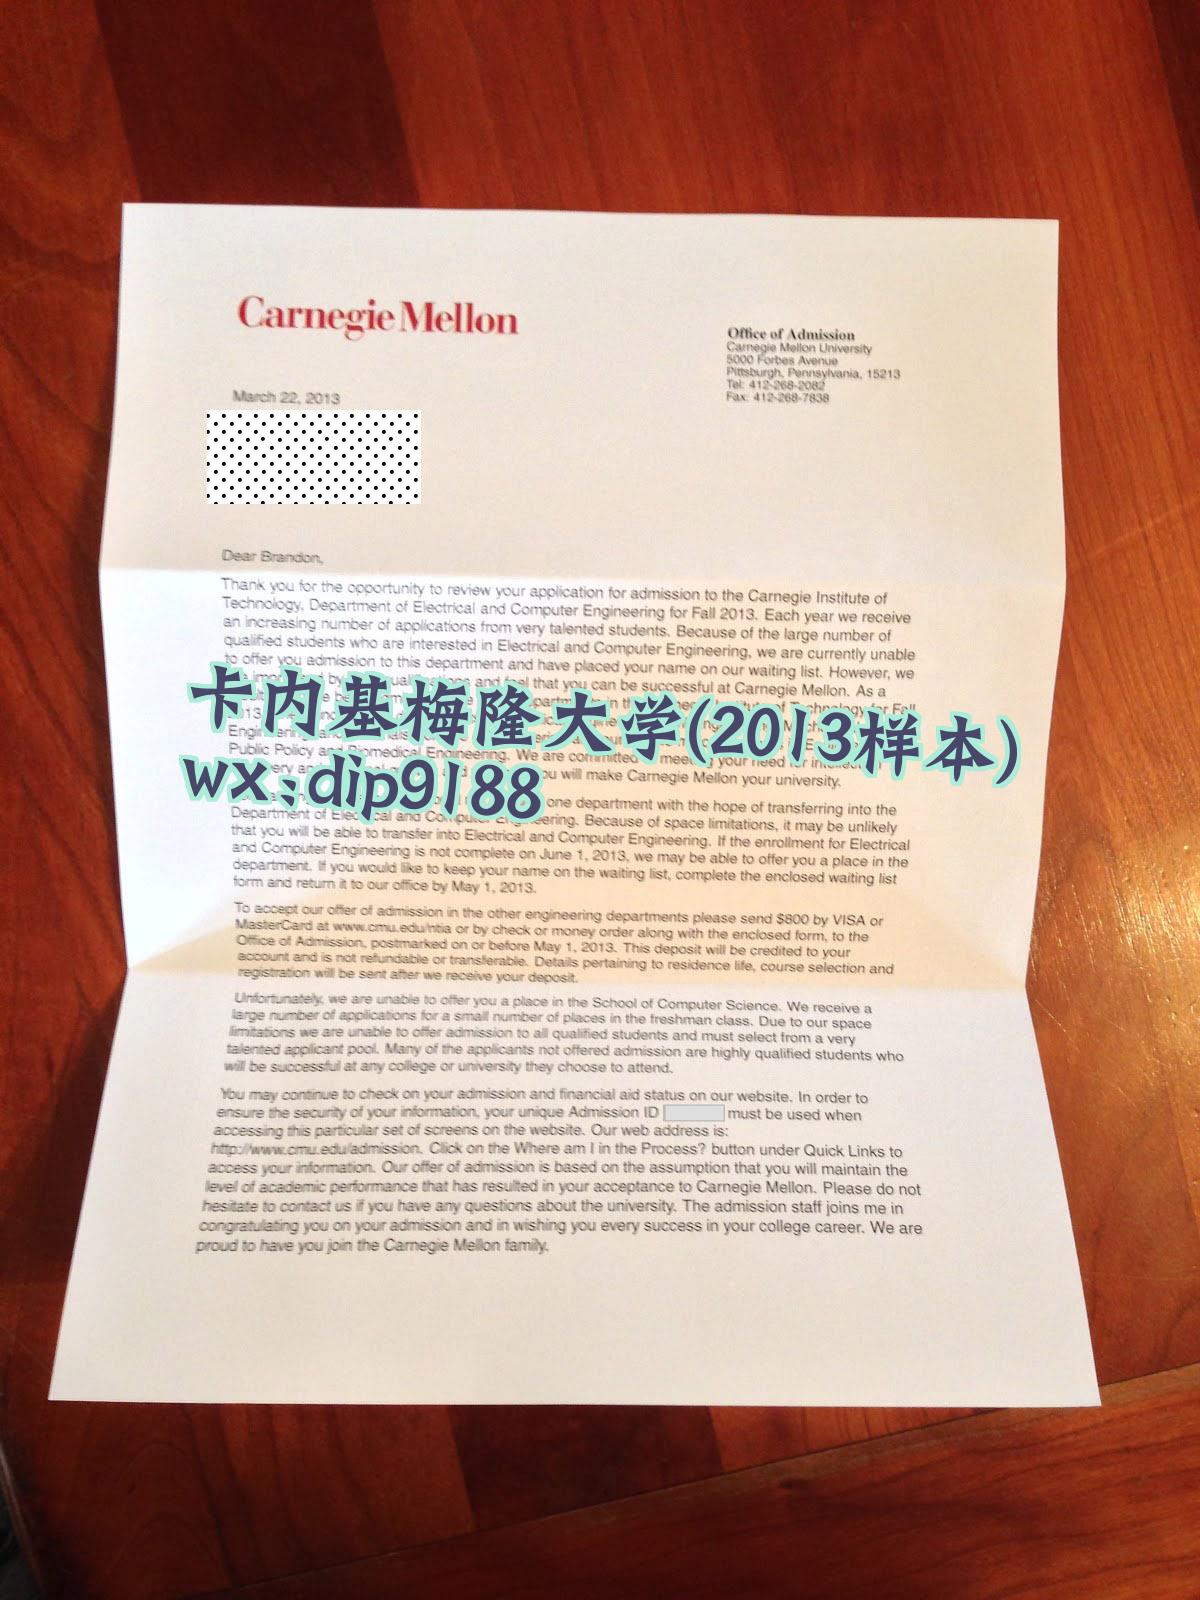 Carnegie Mellon
Office of Admission
Carnegie Mellon University
5000 Forbes Avenue
Pittsburgh, Pennsylvania, 15213
Tel: 412-268-2082
Fax: 412-268-7838
March 22, 2013
Dear Brandon,
Thank you for the opportunity to review your application for admission to the Carnegie Institute of
Technology, Department of Electrical and Computer Engineering for Fall 2013. Each year we receive
an increasing number of applications from very talented students. Because of the large number of
qualified students who are interested in Electrical and Computer Engineering, we are currently unable
to offer you admission to this department and have placed your name on our waiting list. However, we
by and that you can be successful at Carnegie Mellon. As a
in the of Technology for Fall
卡内基梅隆大学(2013样本)
Public Policy and Biomedical Engineering. We are committed your need for
wx:dip9188
you will make Carnegie Mellon your university.
one department with the hope of transferring into the
Department of Electrical and Computer Engineering. Because of space limitations, it may be unlikely
that you will be able to transfer into Electrical and Computer Engineering. If the enrollment for Electrical
and Computer Engineering is not complete on June 1, 2013, we may be able to offer you a place in the
department. If you would like to keep your name on the waiting list, complete the enclosed waiting list
form and return it to our office by May 1, 2013.
To accept our offer of admission in the other engineering departments please send $800 by VISA or
MasterCard at www.cmu.edu/ntia or by check or money order along with the enclosed form, to the
Office of Admission, postmarked on or before May 1, 2013. This deposit will be credited to your
account and is not refundable or transferable. Details pertaining to residence life, course selection and
registration will be sent after we receive your deposit.
Unfortunately, we are unable to offer you a place in the School of Computer Science. We receive a
large number of applications for a small number of places in the freshman class. Due to our space
limitations we are unable to offer admission to all qualified students and must select from a very
talented applicant pool. Many of the applicants not offered admission are highly qualified students who
will be successful at any college or university they choose to attend.
You may continue to check on your admission and financial aid status on our website. In order to
ensure the security of your information, your unique Admission ID must be used when
accessing this particular set of screens on the website. Our web address is:
http://www.cmu.edu/admission. Click on the Where am I in the Process? button under Quick Links to
access your information. Our offer of admission is based on the assumption that you will maintain the
level of academic performance that has resulted in your acceptance to Carnegie Mellon. Please do not
hesitate to contact us if you have any questions about the university. The admission staff joins me in
congratulating you on your admission and in wishing you every success in your college career. We are
proud to have you join the Carnegie Mellon family.